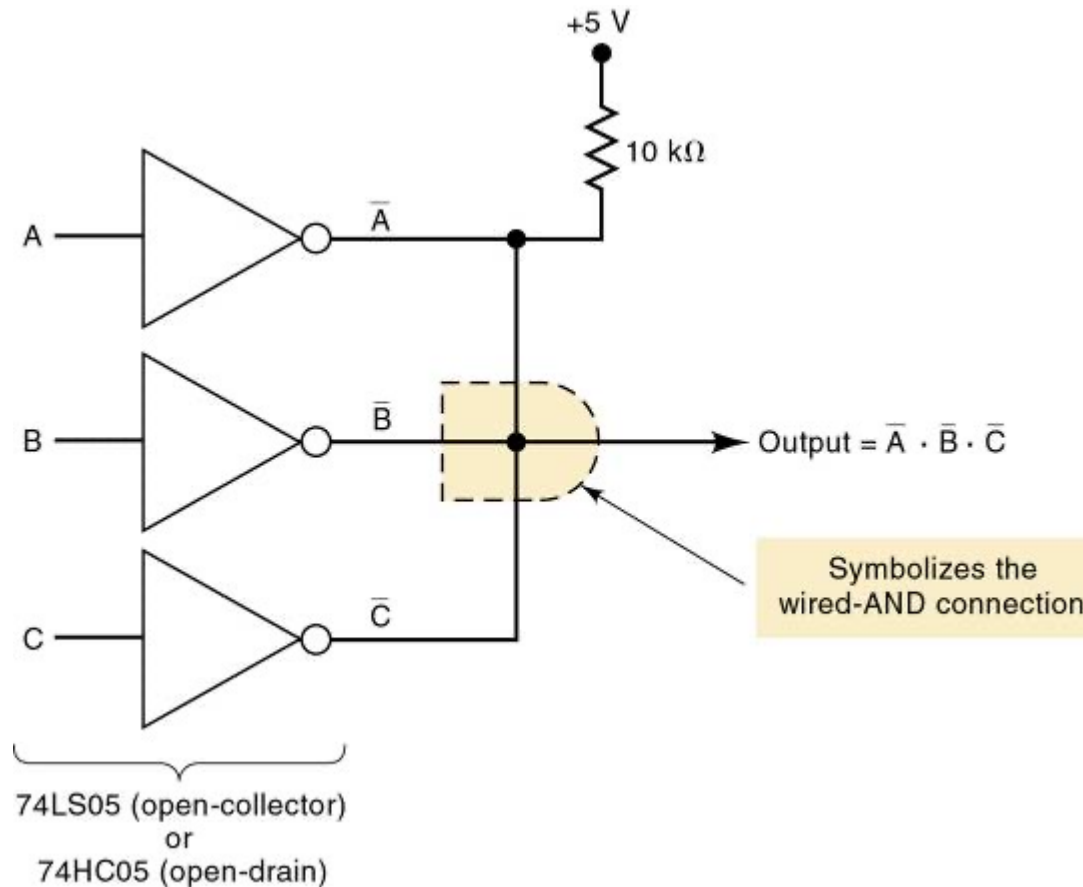 +5 V
10 kΩ
A
A̅
B
B̅
Output = A̅ · B̅ · C̅
Symbolizes the
wired-AND connection
C
C̅
74LS05 (open-collector)
or
74HC05 (open-drain)